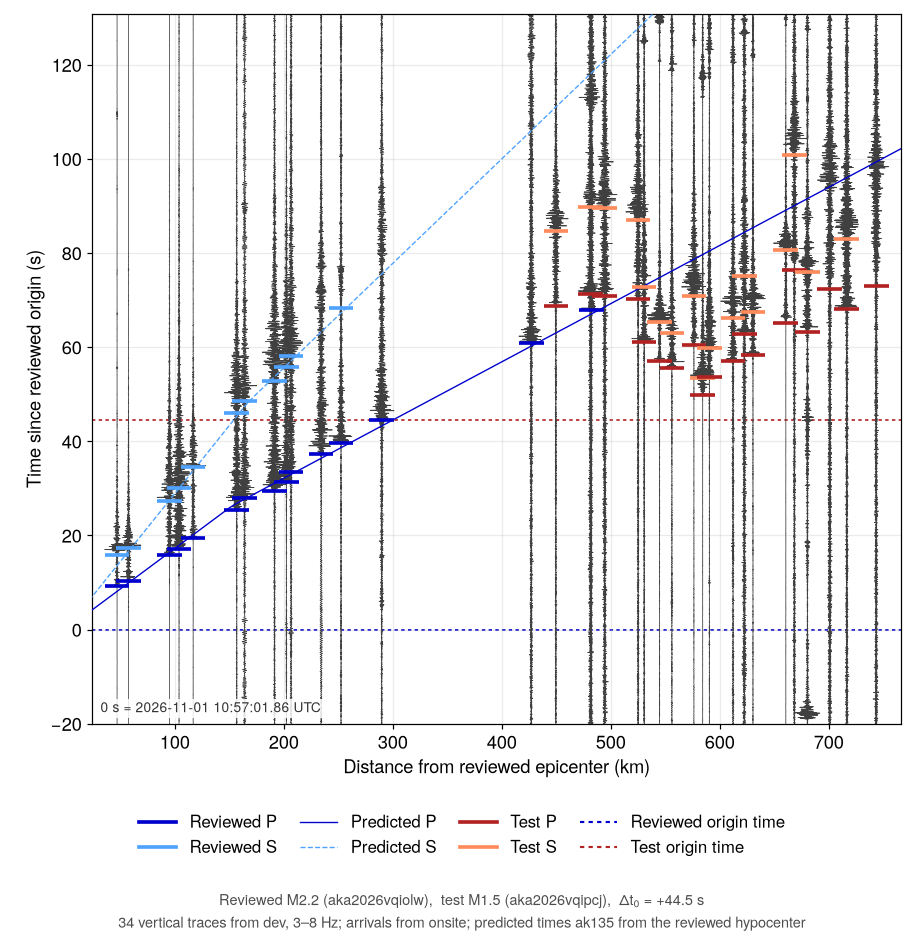 120
100
80
60
40
20
0
−20
Time since reviewed origin (s)
0 s = 2026-11-01 10:57:01.86 UTC
100 200 300 400 500 600 700
Distance from reviewed epicenter (km)
Reviewed P Predicted P Test P Reviewed origin time
Reviewed S Predicted S Test S Test origin time
Reviewed M2.2 (aka2026vqiolw), test M1.5 (aka2026vqipcj), Δt₀ = +44.5 s
34 vertical traces from dev, 3–8 Hz; arrivals from onsite; predicted times ak135 from the reviewed hypocenter